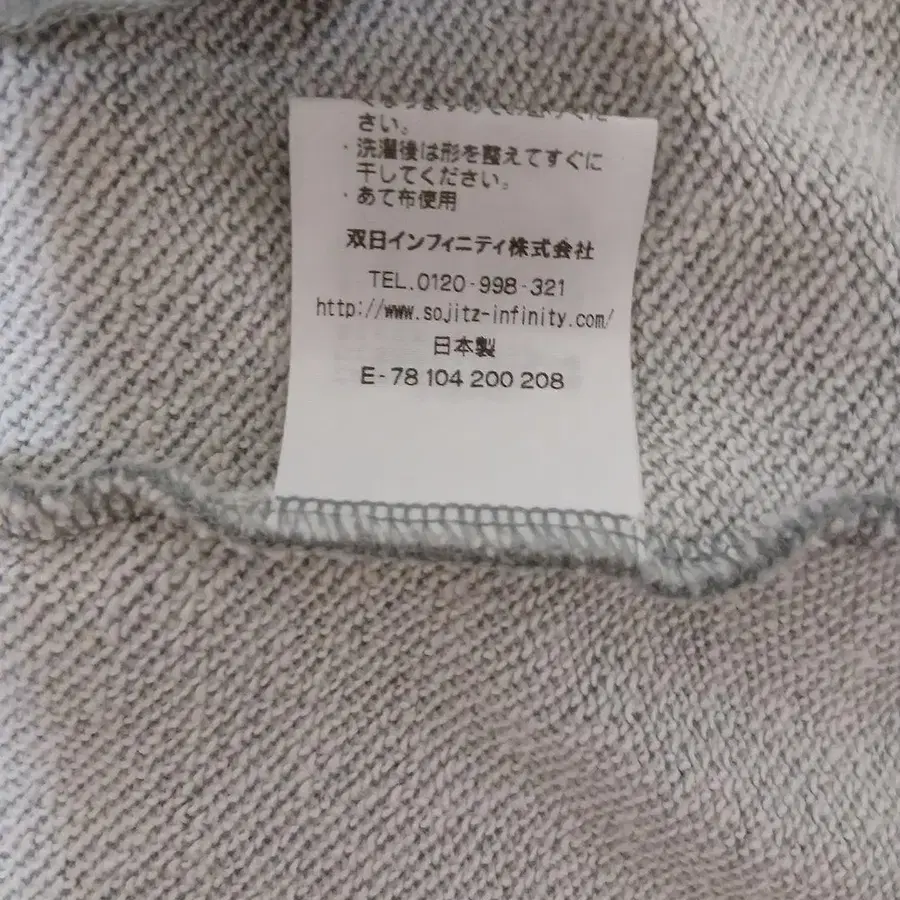 さい。
・洗濯後は形を整えてすぐに
干してください。
・あて布使用
双日インフィニティ株式会社
TEL.0120-998-321
http://www.sojitz-infinity.com/
日本製
E-78 104 200 208